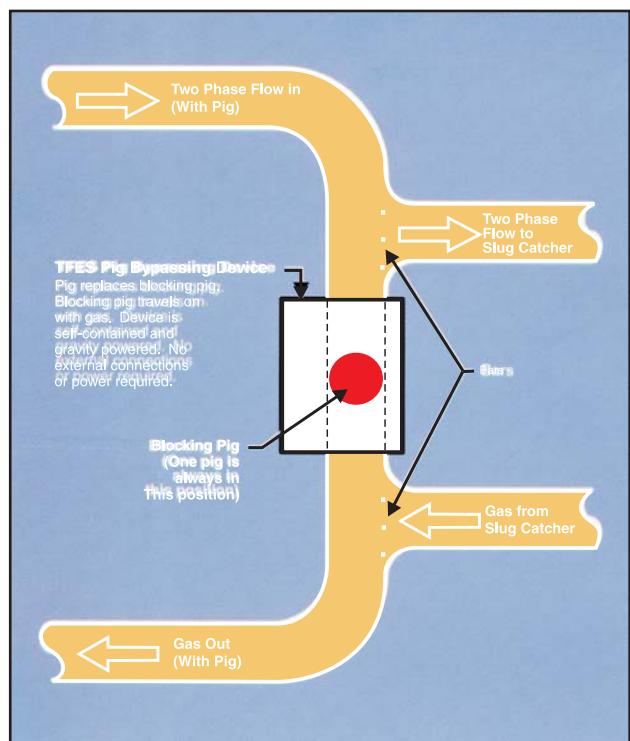 Two Phase Flow in
(With Pig)
Two Phase
Flow to
Slug Catcher
TFES Pig Bypassing Device
Pig replaces blocking pig.
Blocking pig travels on
with gas. Device is
self-contained and
gravity powered. No
external connections
or power required.
Bars
Blocking Pig
(One pig is
always in
This position)
Gas from
Slug Catcher
Gas Out
(With Pig)